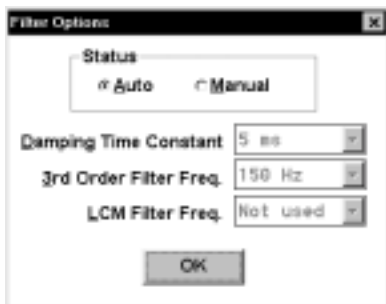 Filter Options
Status
Auto Manual
Damping Time Constant 5 ms
3rd Order Filter Freq. 150 Hz
LCM Filter Freq. Not used
OK